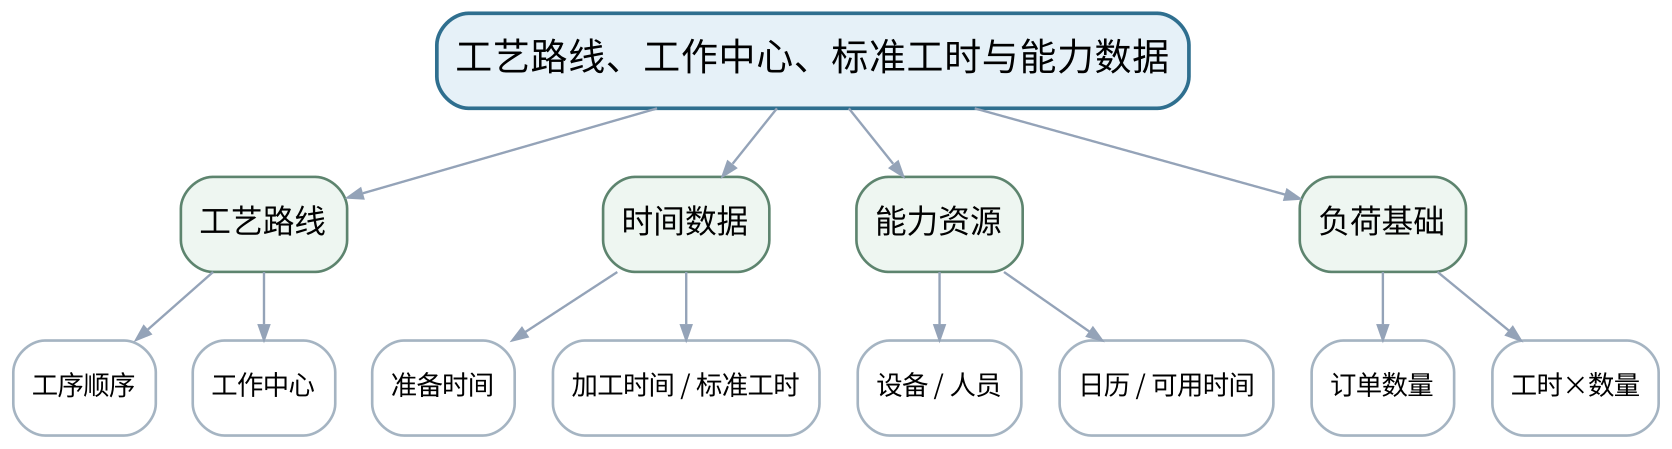 工艺路线、工作中心、标准工时与能力数据
工艺路线
时间数据
能力资源
负荷基础
工序顺序
工作中心
准备时间
加工时间 / 标准工时
设备 / 人员
日历 / 可用时间
订单数量
工时×数量